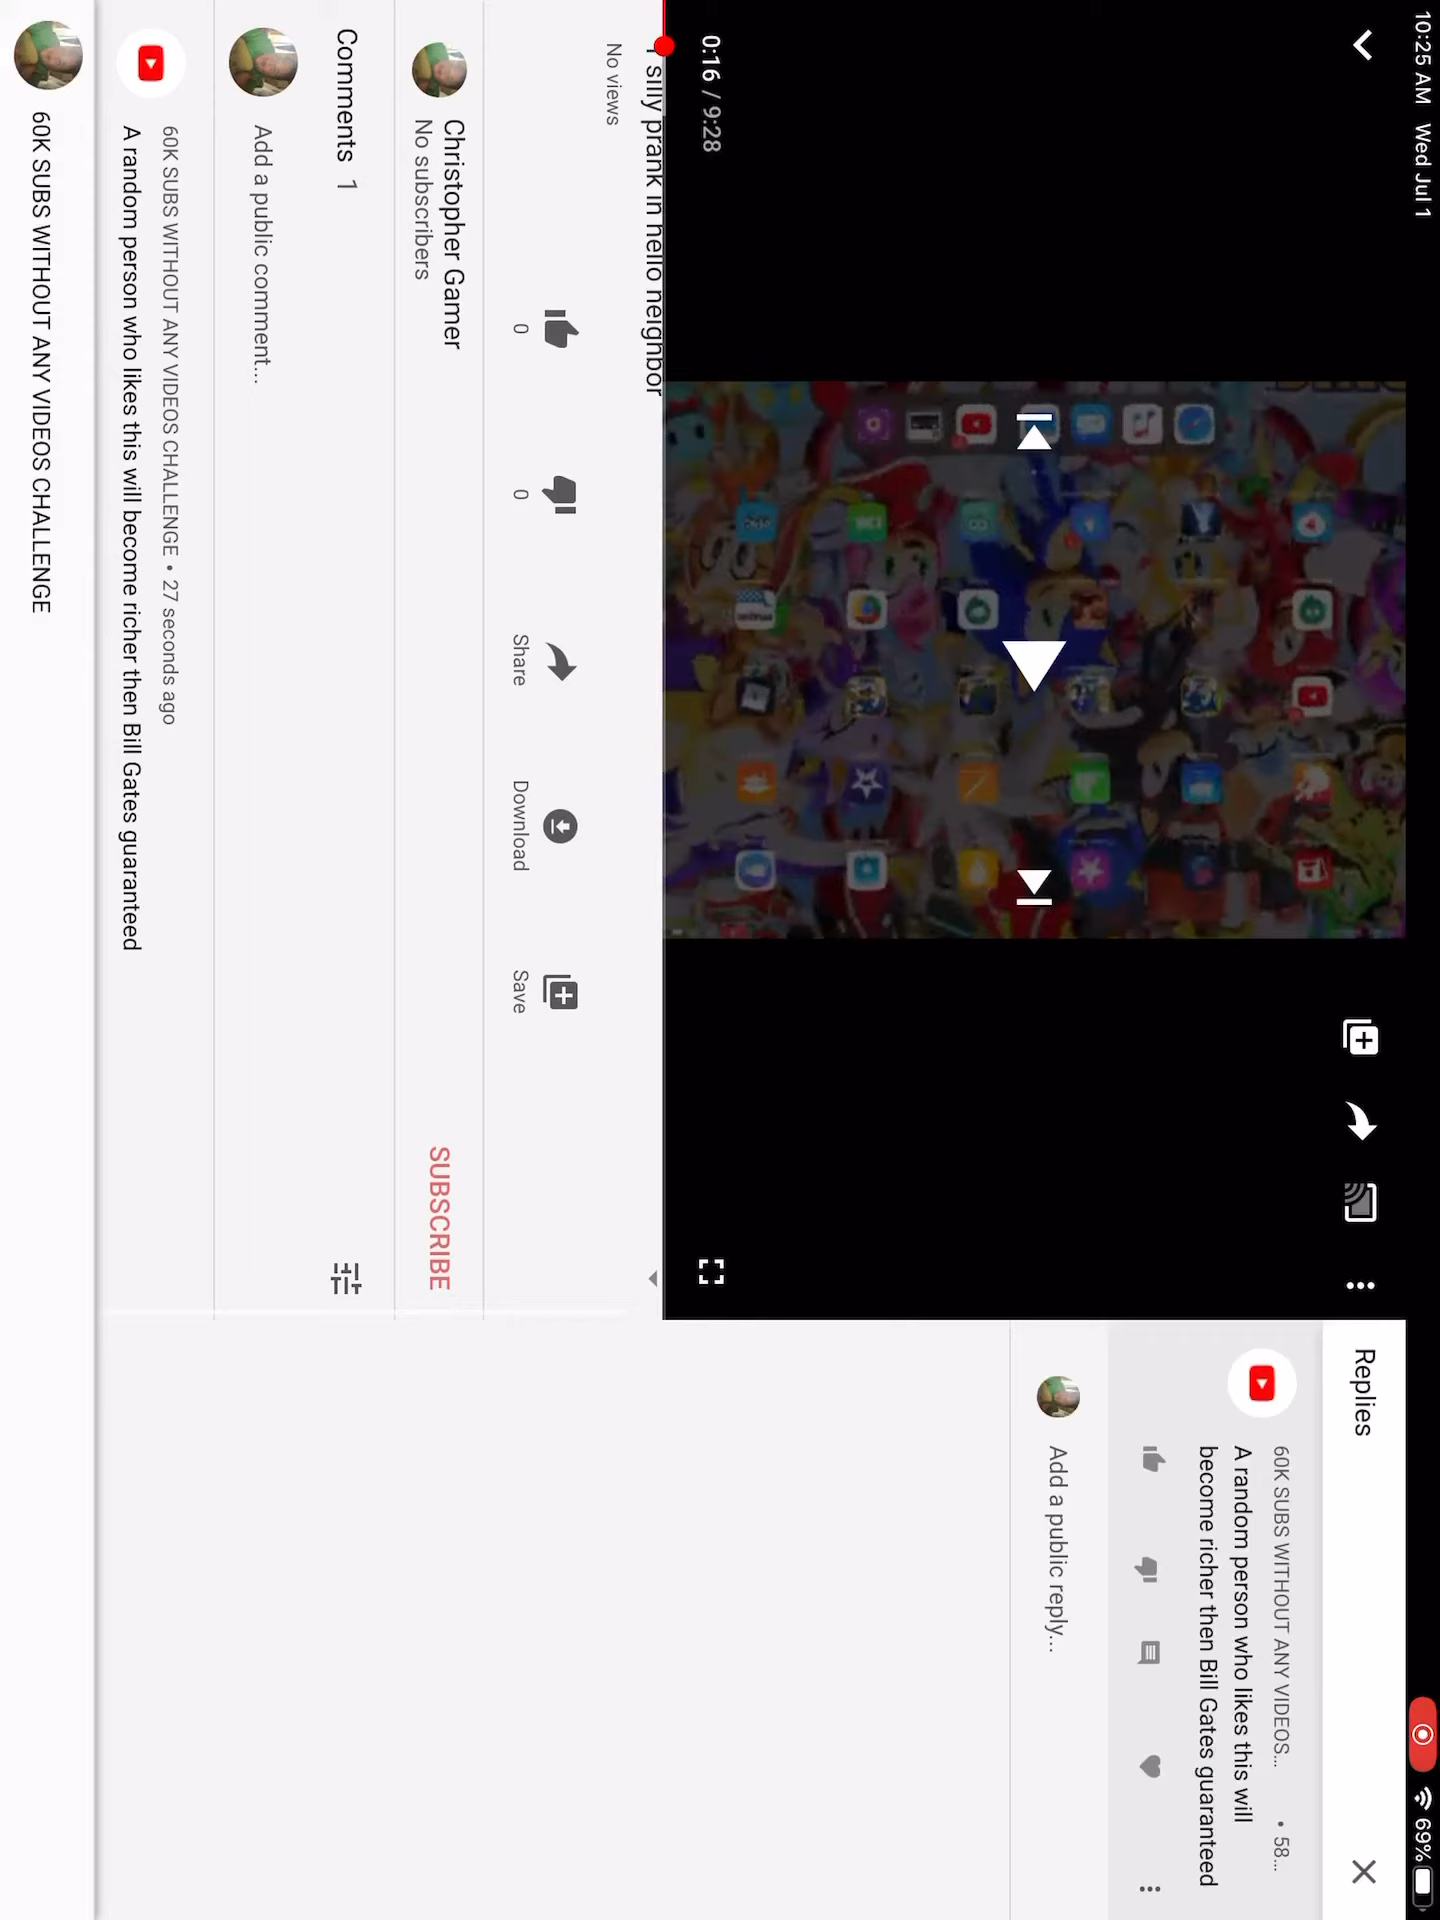 10:25 AM Wed Jul 1
69%
0:16 / 9:28
silly prank in hello neighbor
No views
0
0
Share
Download
Save
Christopher Gamer
No subscribers
SUBSCRIBE
Comments 1
Add a public comment...
60K SUBS WITHOUT ANY VIDEOS CHALLENGE • 27 seconds ago
A random person who likes this will become richer then Bill Gates guaranteed
60K SUBS WITHOUT ANY VIDEOS CHALLENGE
Replies
60K SUBS WITHOUT ANY VIDEOS... • 58...
A random person who likes this will
become richer then Bill Gates guaranteed
Add a public reply...